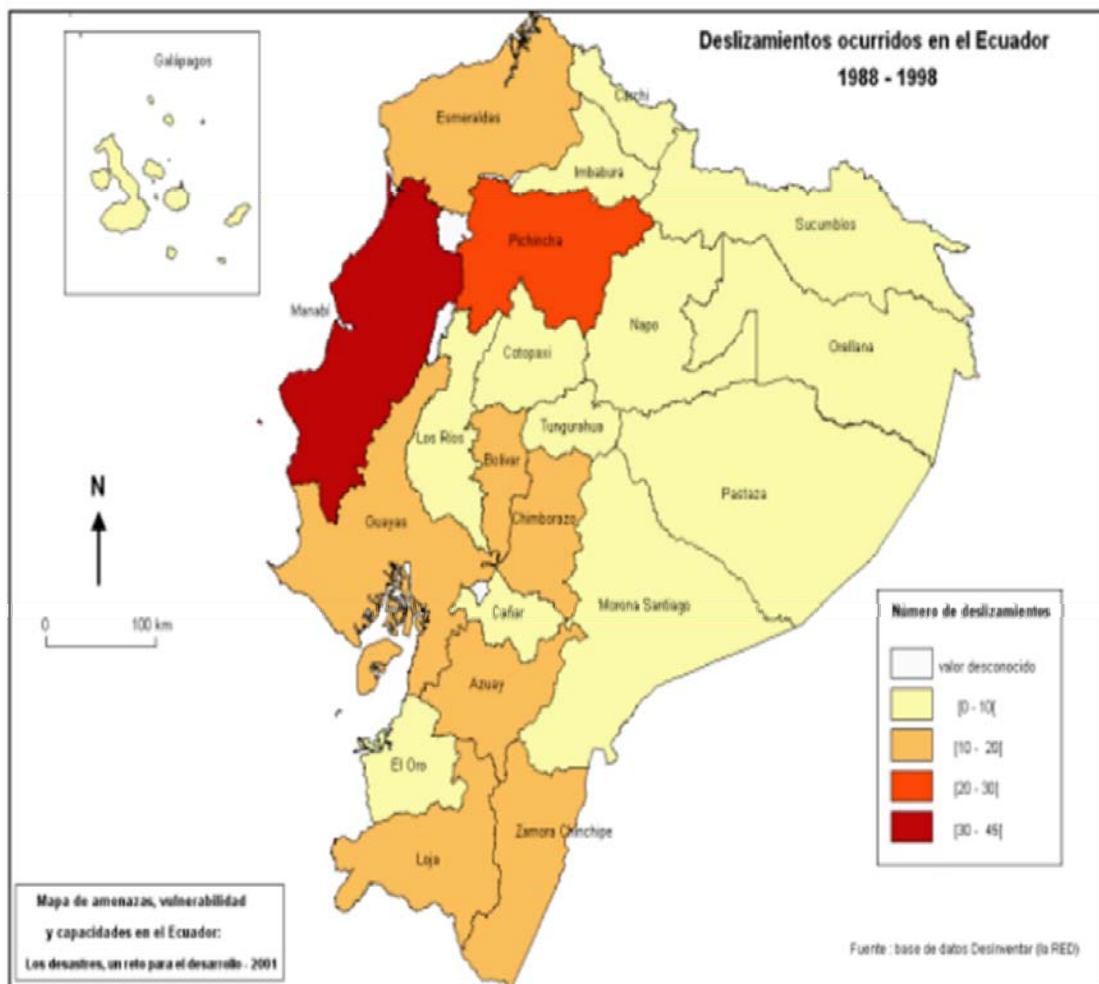 Deslizamientos ocurridos en el Ecuador
1988 - 1998
Galápagos
Carchi
Esmeraldas
Imbabura
Sucumbíos
Pichincha
Manabí
Napo
Orellana
Cotopaxi
Tungurahua
Los Ríos
Bolívar
Pastaza
Chimborazo
Guayas
N
Cañar
Morona Santiago
0 100 km
Azuay
El Oro
Zamora Chinchipe
Loja
Número de deslizamientos
valor desconocido
[0 - 10[
[10 - 20[
[20 - 30[
[30 - 45[
Mapa de amenazas, vulnerabilidad
y capacidades en el Ecuador:
Los desastres, un reto para el desarrollo - 2001
Fuente : base de datos Desinventar (la RED)